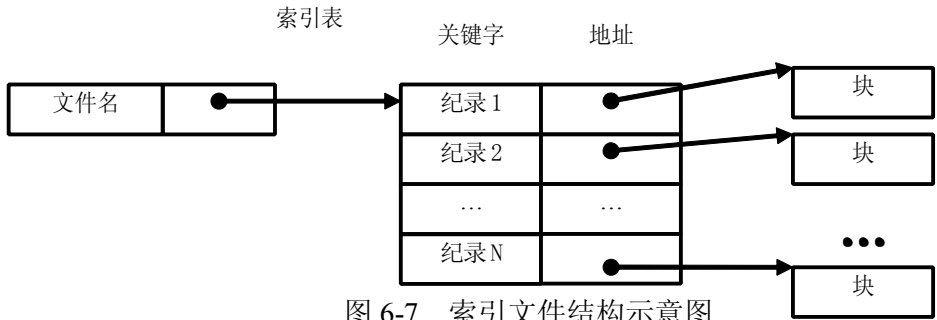 索引表
关键字 地址
文件名
纪录 1
块
纪录 2
块
… …
•••
纪录 N
块
图 6-7 索引文件结构示意图